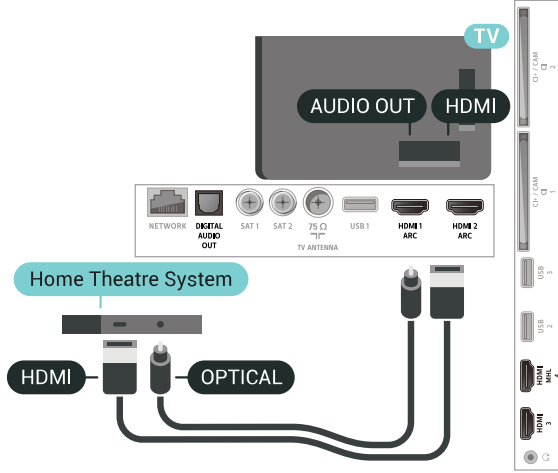 TV
AUDIO OUT
HDMI
NETWORK
DIGITAL
AUDIO
OUT
SAT 1
SAT 2
75 Ω
TV ANTENNA
USB 1
HDMI 1
ARC
HDMI 2
ARC
Home Theatre System
HDMI
OPTICAL
CI+ / CAM
CI
2
CI+ / CAM
CI
1
USB
3
USB
2
HDMI
MHL
4
HDMI
3